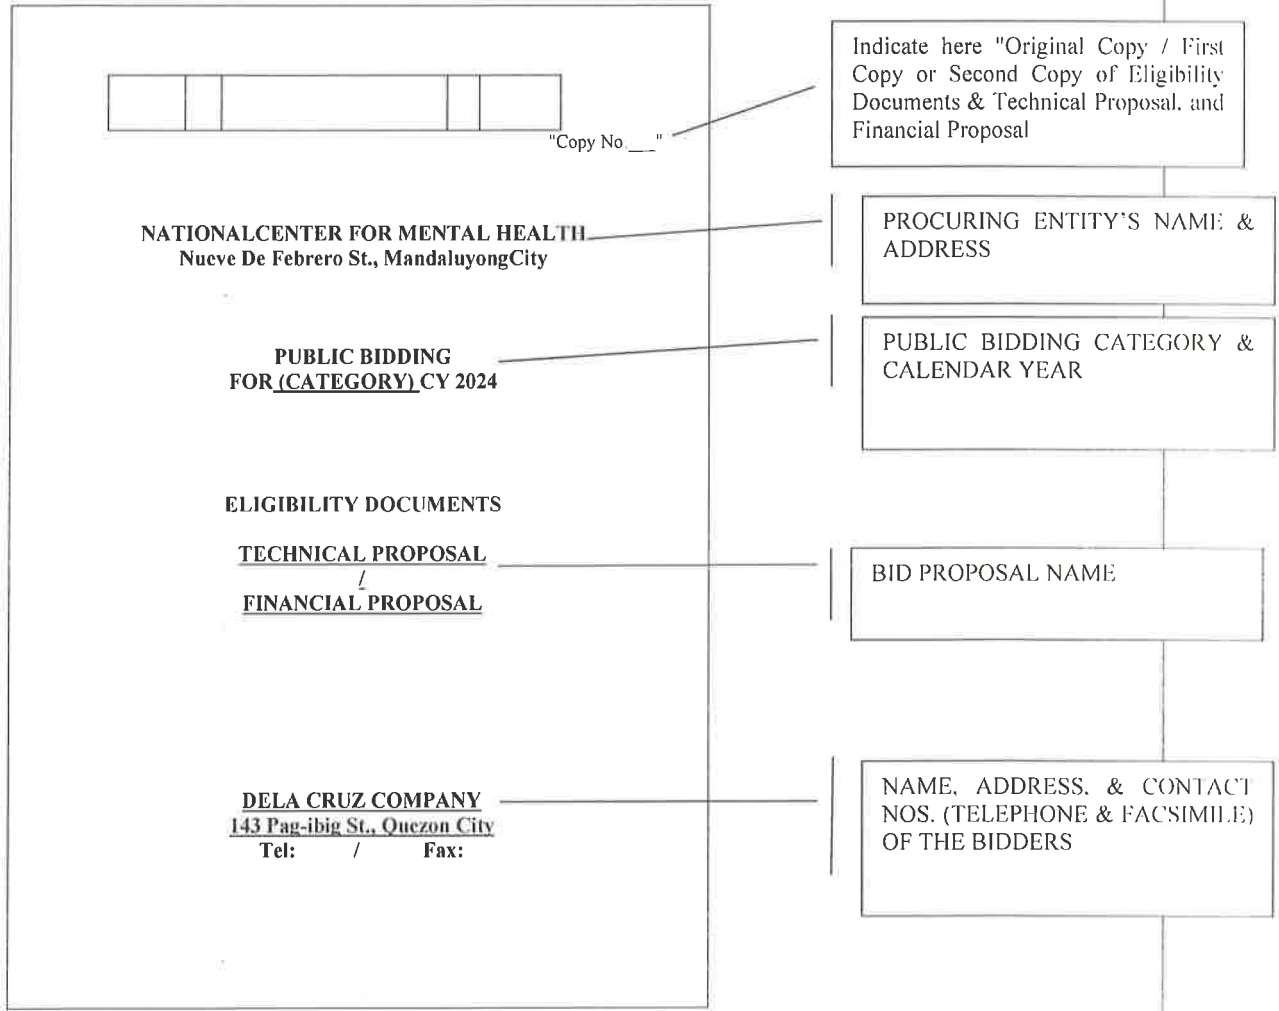 Indicate here "Original Copy / First
Copy or Second Copy of Eligibility
Documents & Technical Proposal, and
Financial Proposal
"Copy No.___"
NATIONALCENTER FOR MENTAL HEALTH
Nueve De Febrero St., MandaluyongCity
PROCURING ENTITY'S NAME &
ADDRESS
PUBLIC BIDDING
FOR (CATEGORY) CY 2024
PUBLIC BIDDING CATEGORY &
CALENDAR YEAR
ELIGIBILITY DOCUMENTS
TECHNICAL PROPOSAL
/
FINANCIAL PROPOSAL
BID PROPOSAL NAME
DELA CRUZ COMPANY
143 Pag-ibig St., Quezon City
Tel: / Fax:
NAME, ADDRESS, & CONTACT
NOS. (TELEPHONE & FACSIMILE)
OF THE BIDDERS